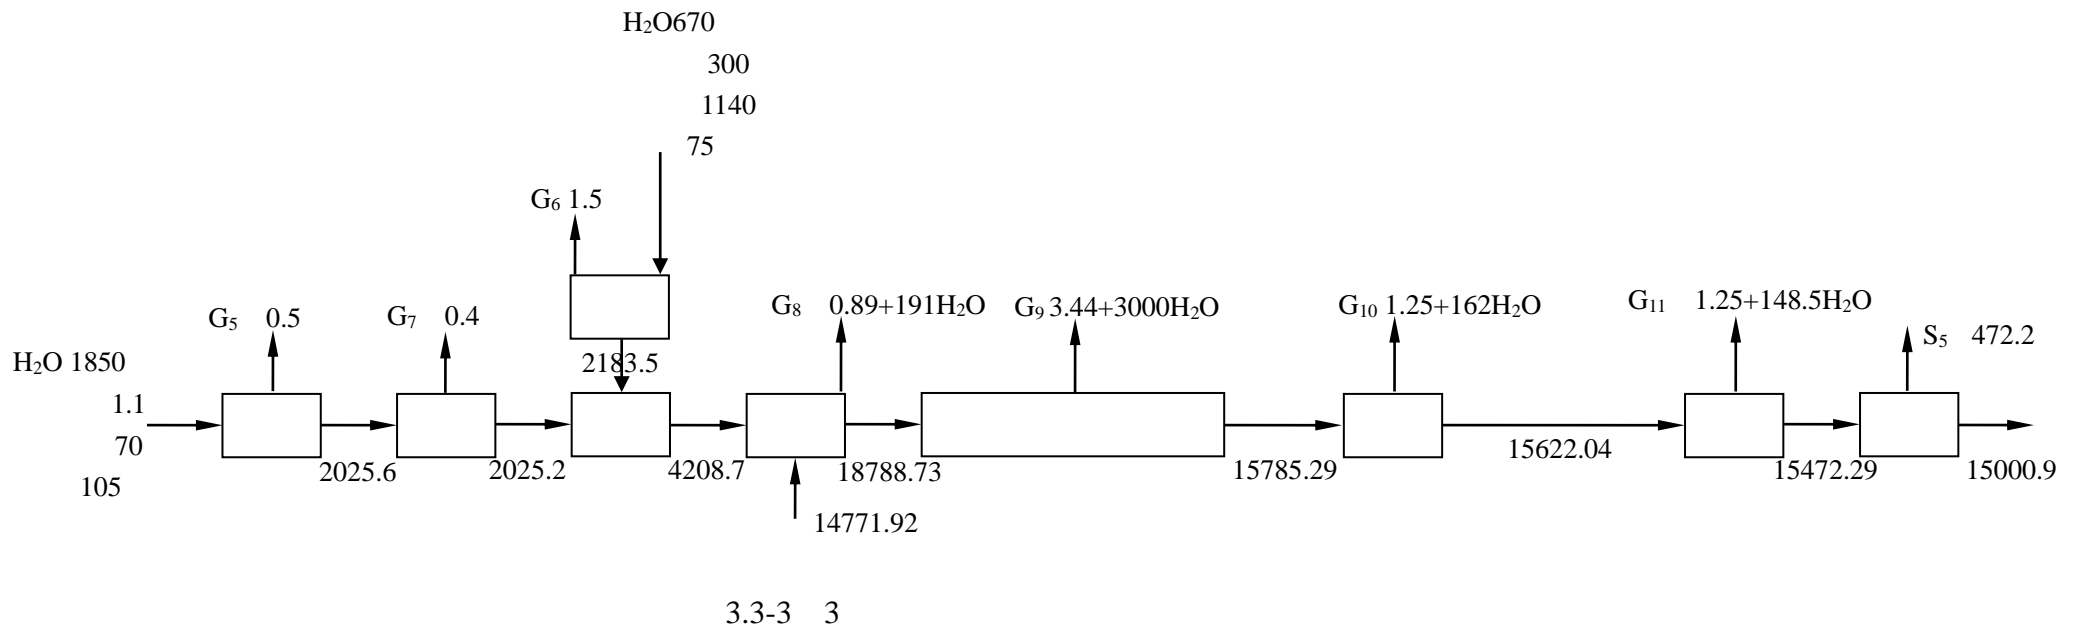 H₂O670
300
1140
75
G₆ 1.5
G₅ 0.5
G₇ 0.4
G₈ 0.89+191H₂O
G₉ 3.44+3000H₂O
G₁₀ 1.25+162H₂O
G₁₁ 1.25+148.5H₂O
S₅ 472.2
H₂O 1850
1.1
70
105
2183.5
2025.6
2025.2
4208.7
18788.73
15785.29
15622.04
15472.29
15000.9
14771.92
3.3-3 3